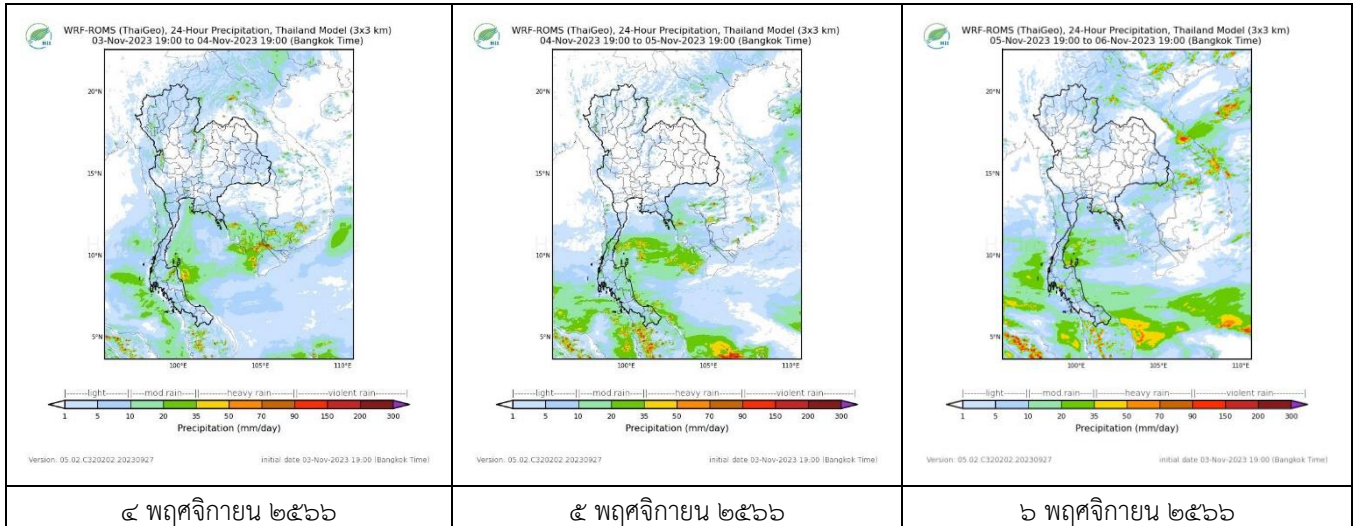 WRF-ROMS (ThaiGeo), 24-Hour Precipitation, Thailand Model (3x3 km)
03-Nov-2023 19:00 to 04-Nov-2023 19:00 (Bangkok Time)
HII
20°N
15°N
10°N
5°N
100°E
105°E
110°E
light
mod rain
heavy rain
violent rain
1 5 10 20 35 50 70 90 150 200 300
Precipitation (mm/day)
Version: 05.02.C320202.20230927
initial date 03-Nov-2023 19:00 (Bangkok Time)
๔ พฤศจิกายน ๒๕๖๖
WRF-ROMS (ThaiGeo), 24-Hour Precipitation, Thailand Model (3x3 km)
04-Nov-2023 19:00 to 05-Nov-2023 19:00 (Bangkok Time)
HII
20°N
15°N
10°N
5°N
100°E
105°E
110°E
light
mod rain
heavy rain
violent rain
1 5 10 20 35 50 70 90 150 200 300
Precipitation (mm/day)
Version: 05.02.C320202.20230927
initial date 03-Nov-2023 19:00 (Bangkok Time)
๕ พฤศจิกายน ๒๕๖๖
WRF-ROMS (ThaiGeo), 24-Hour Precipitation, Thailand Model (3x3 km)
05-Nov-2023 19:00 to 06-Nov-2023 19:00 (Bangkok Time)
HII
20°N
15°N
10°N
5°N
100°E
105°E
110°E
light
mod rain
heavy rain
violent rain
1 5 10 20 35 50 70 90 150 200 300
Precipitation (mm/day)
Version: 05.02.C320202.20230927
initial date 03-Nov-2023 19:00 (Bangkok Time)
๖ พฤศจิกายน ๒๕๖๖